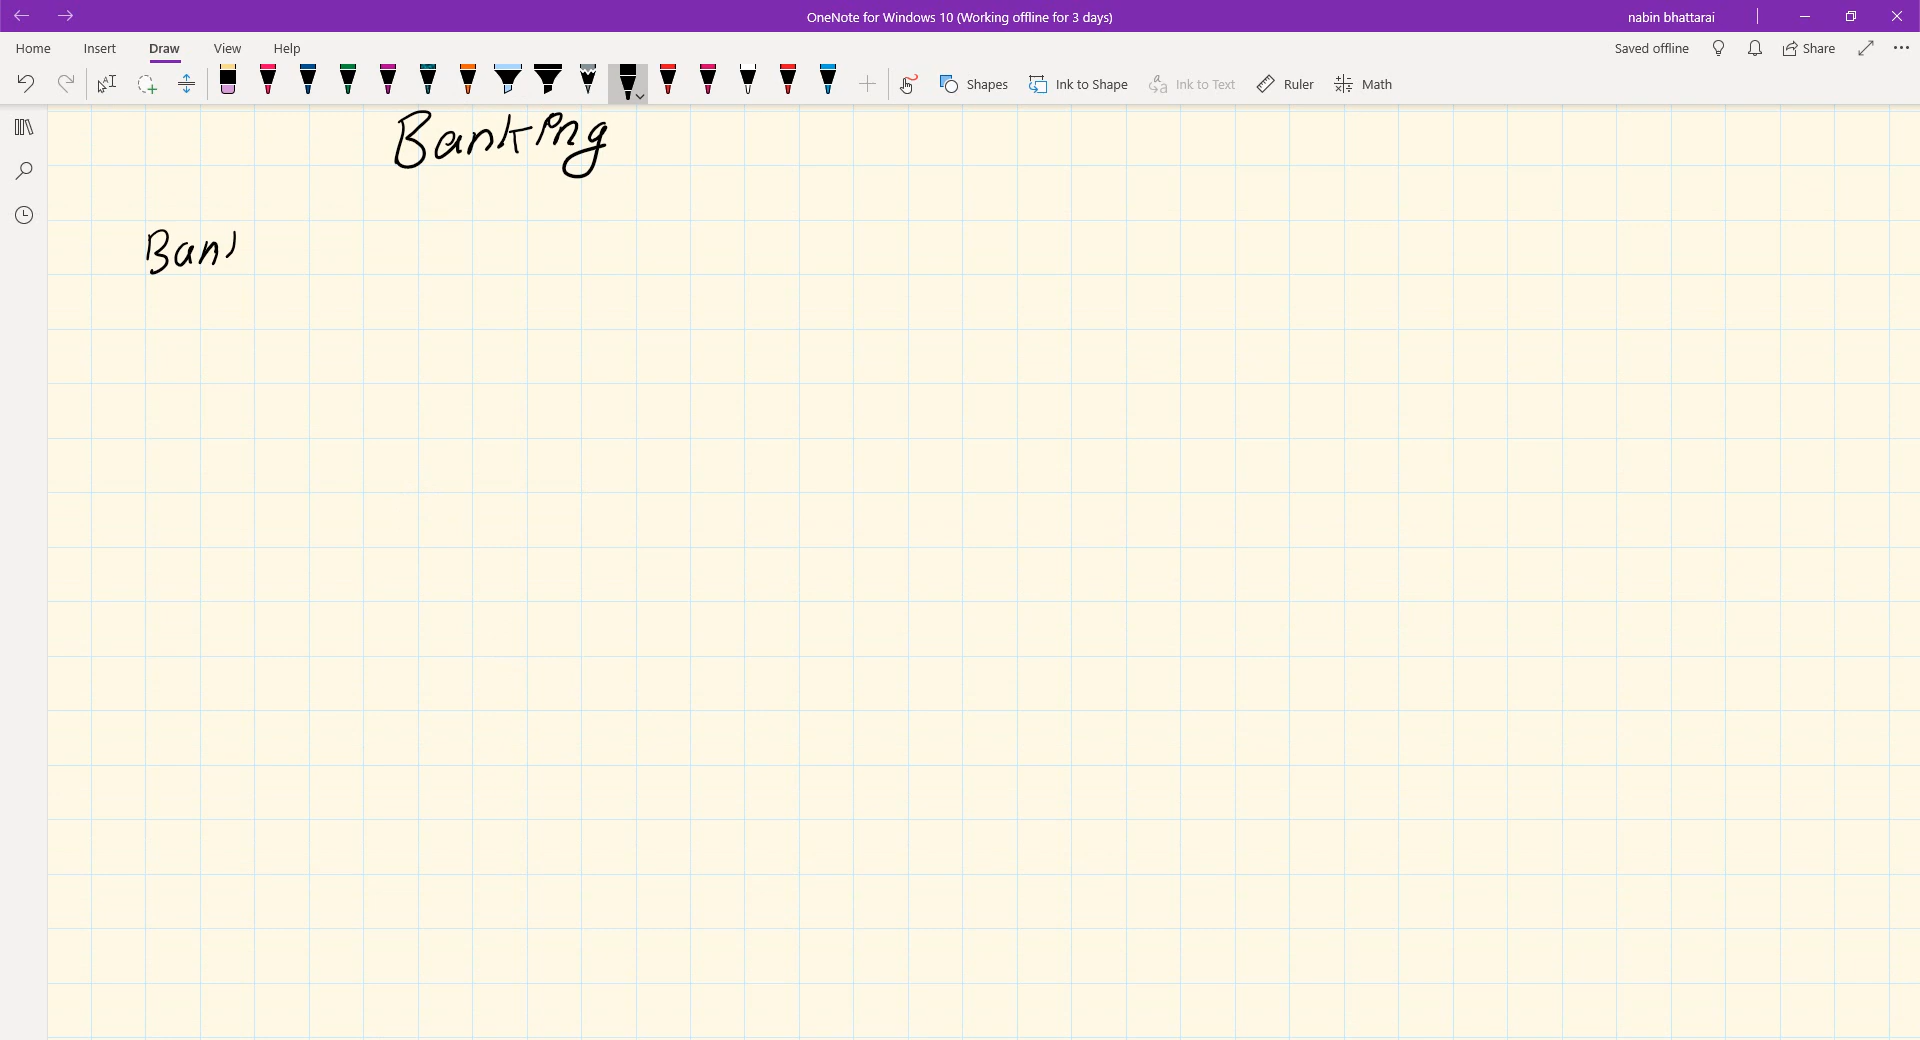 OneNote for Windows 10 (Working offline for 3 days)
nabin bhattarai
Home Insert Draw View Help
Saved offline
Share
Shapes
Ink to Shape
Ink to Text
Ruler
Math
Banking